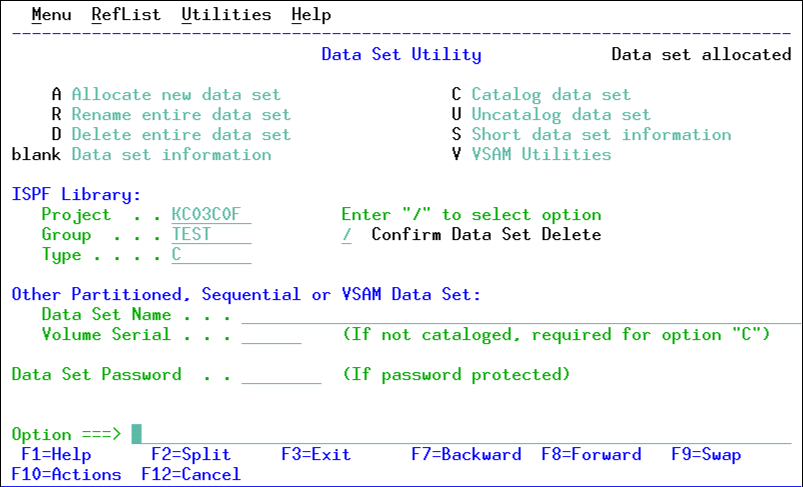 Menu RefList Utilities Help
Data Set Utility Data set allocated
A Allocate new data set C Catalog data set
R Rename entire data set U Uncatalog data set
D Delete entire data set S Short data set information
blank Data set information V VSAM Utilities
ISPF Library:
Project . . KC03C0F Enter "/" to select option
Group . . . TEST / Confirm Data Set Delete
Type . . . . C
Other Partitioned, Sequential or VSAM Data Set:
Data Set Name . . .
Volume Serial . . . (If not cataloged, required for option "C")
Data Set Password . . (If password protected)
Option ===>
F1=Help F2=Split F3=Exit F7=Backward F8=Forward F9=Swap
F10=Actions F12=Cancel